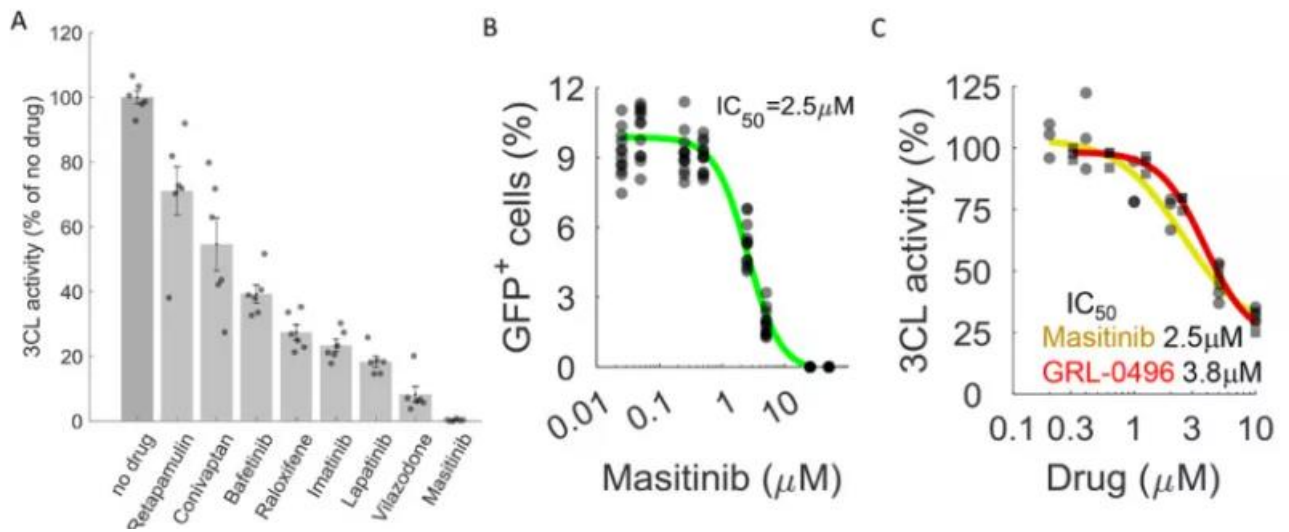 A
3CL activity (% of no drug)
120
100
80
60
40
20
0
no drug
Retapamulin
Conivaptan
Bafetinib
Raloxifene
Imatinib
Lapatinib
Vilazodone
Masitinib
B
GFP+ cells (%)
12
9
6
3
0
IC50=2.5μM
0.01
0.1
1
10
Masitinib (μM)
C
3CL activity (%)
125
100
75
50
25
0
IC50
Masitinib 2.5μM
GRL-0496 3.8μM
0.1 0.3 1 3 10
Drug (μM)